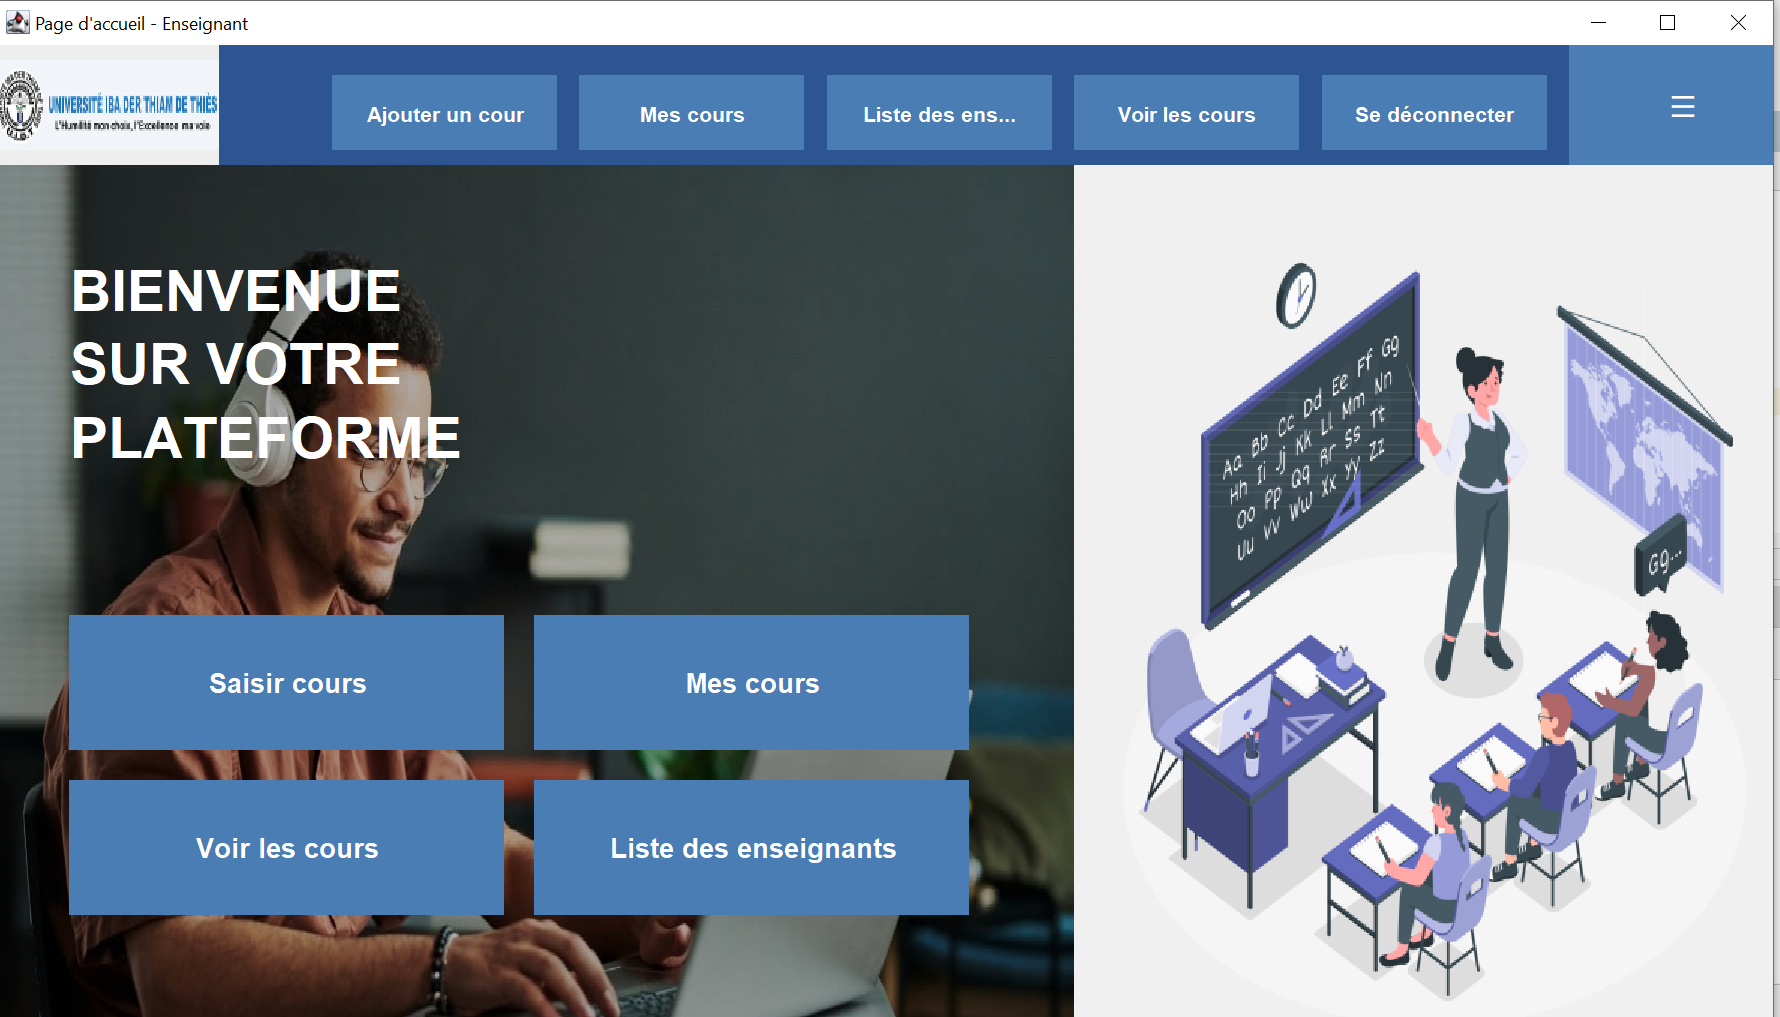 Page d'accueil - Enseignant
UNIVERSITÉ IBA DER THIAM DE THIÈS
L'Humilité mon choix, l'Excellence ma voie
Ajouter un cour
Mes cours
Liste des ens...
Voir les cours
Se déconnecter
BIENVENUE
SUR VOTRE
PLATEFORME
Saisir cours
Mes cours
Voir les cours
Liste des enseignants
Aa Bb Cc Dd Ee Ff Gg
Hh Ii Jj Kk Ll Mm Nn
Oo Pp Qq Rr Ss Tt
Uu Vv Ww Xx Yy Zz
Gg...